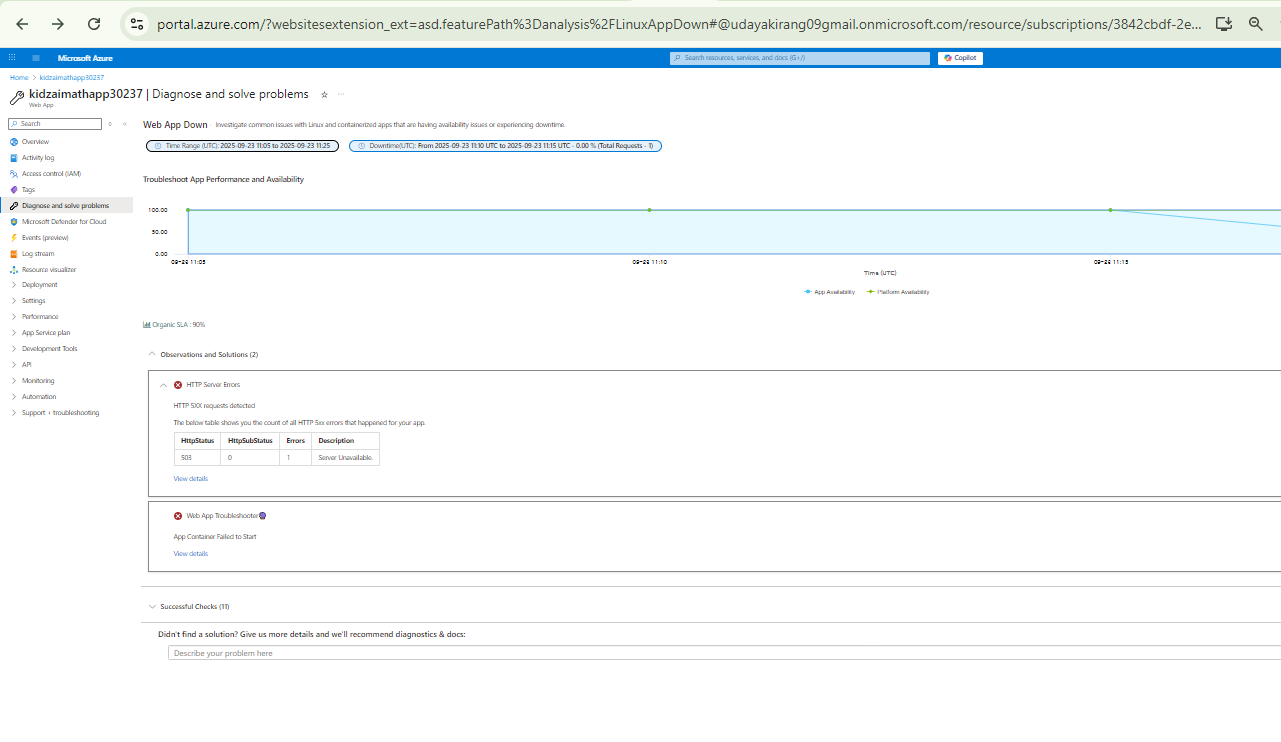 portal.azure.com/?websitesextension_ext=asd.featurePath%3Danalysis%2FLinuxAppDown#@udayakirang09gmail.onmicrosoft.com/resource/subscriptions/3842cbdf-2e...
Microsoft Azure
Search resources, services, and docs (G+/)
Copilot
Home > kidzaimathapp30237
kidzaimathapp30237 | Diagnose and solve problems
Web App
Search
Overview
Activity log
Access control (IAM)
Tags
Diagnose and solve problems
Microsoft Defender for Cloud
Events (preview)
Log stream
Resource visualizer
Deployment
Settings
Performance
App Service plan
Development Tools
API
Monitoring
Automation
Support + troubleshooting
Web App Down - Investigate common issues with Linux and containerized apps that are having availability issues or experiencing downtime.
Time Range (UTC): 2025-09-23 11:05 to 2025-09-23 11:25
Downtime(UTC): From 2025-09-23 11:10 UTC to 2025-09-23 11:15 UTC - 0.00 % (Total Requests - 1)
Troubleshoot App Performance and Availability
100.00
50.00
0.00
11:05
11:10
11:15
Time (UTC)
App Availability
Platform Availability
Organic SLA : 90%
Observations and Solutions (2)
HTTP Server Errors
HTTP 5XX requests detected
The below table shows you the count of all HTTP 5xx errors that happened for your app.
HttpStatus HttpSubStatus Errors Description
503 0 1 Server Unavailable.
View details
Web App Troubleshooter
App Container Failed to Start
View details
Successful Checks (11)
Didn't find a solution? Give us more details and we'll recommend diagnostics & docs:
Describe your problem here